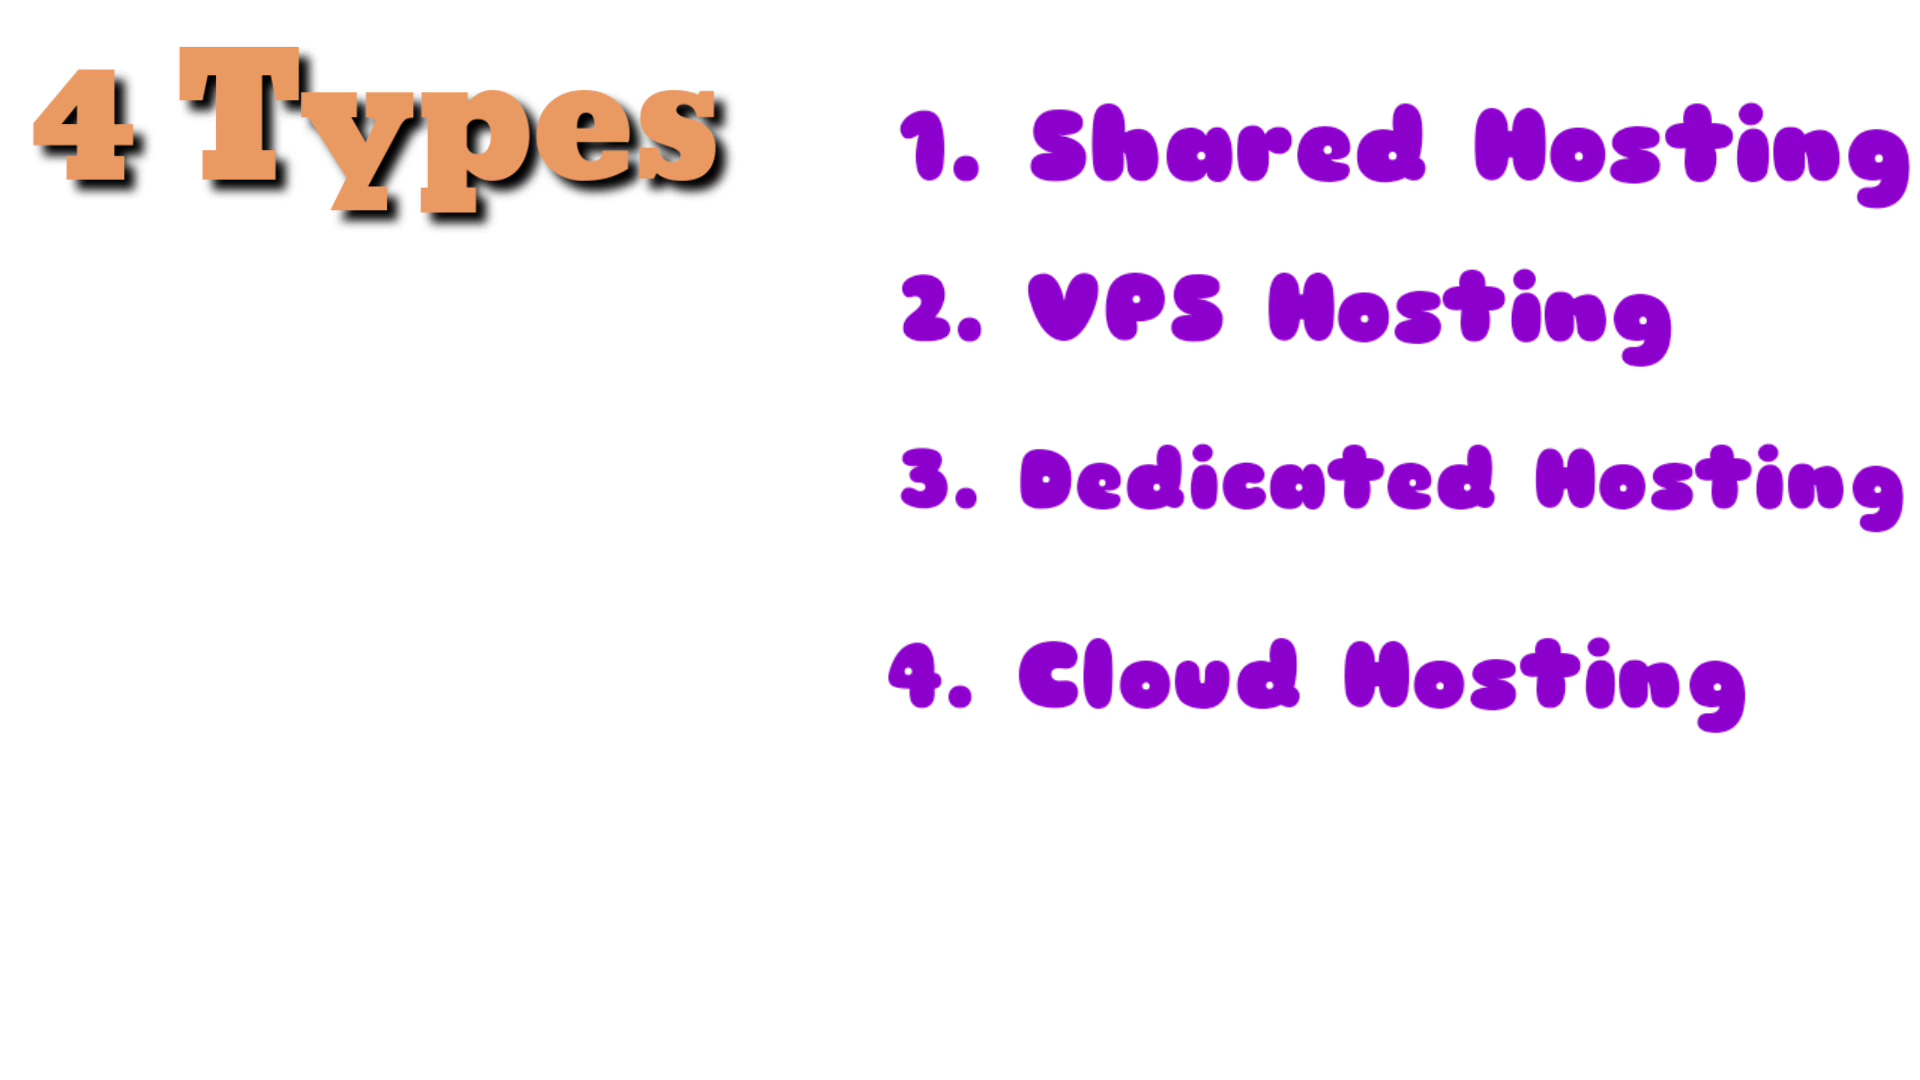 4 Types
1. Shared Hosting
2. VPS Hosting
3. Dedicated Hosting
4. Cloud Hosting